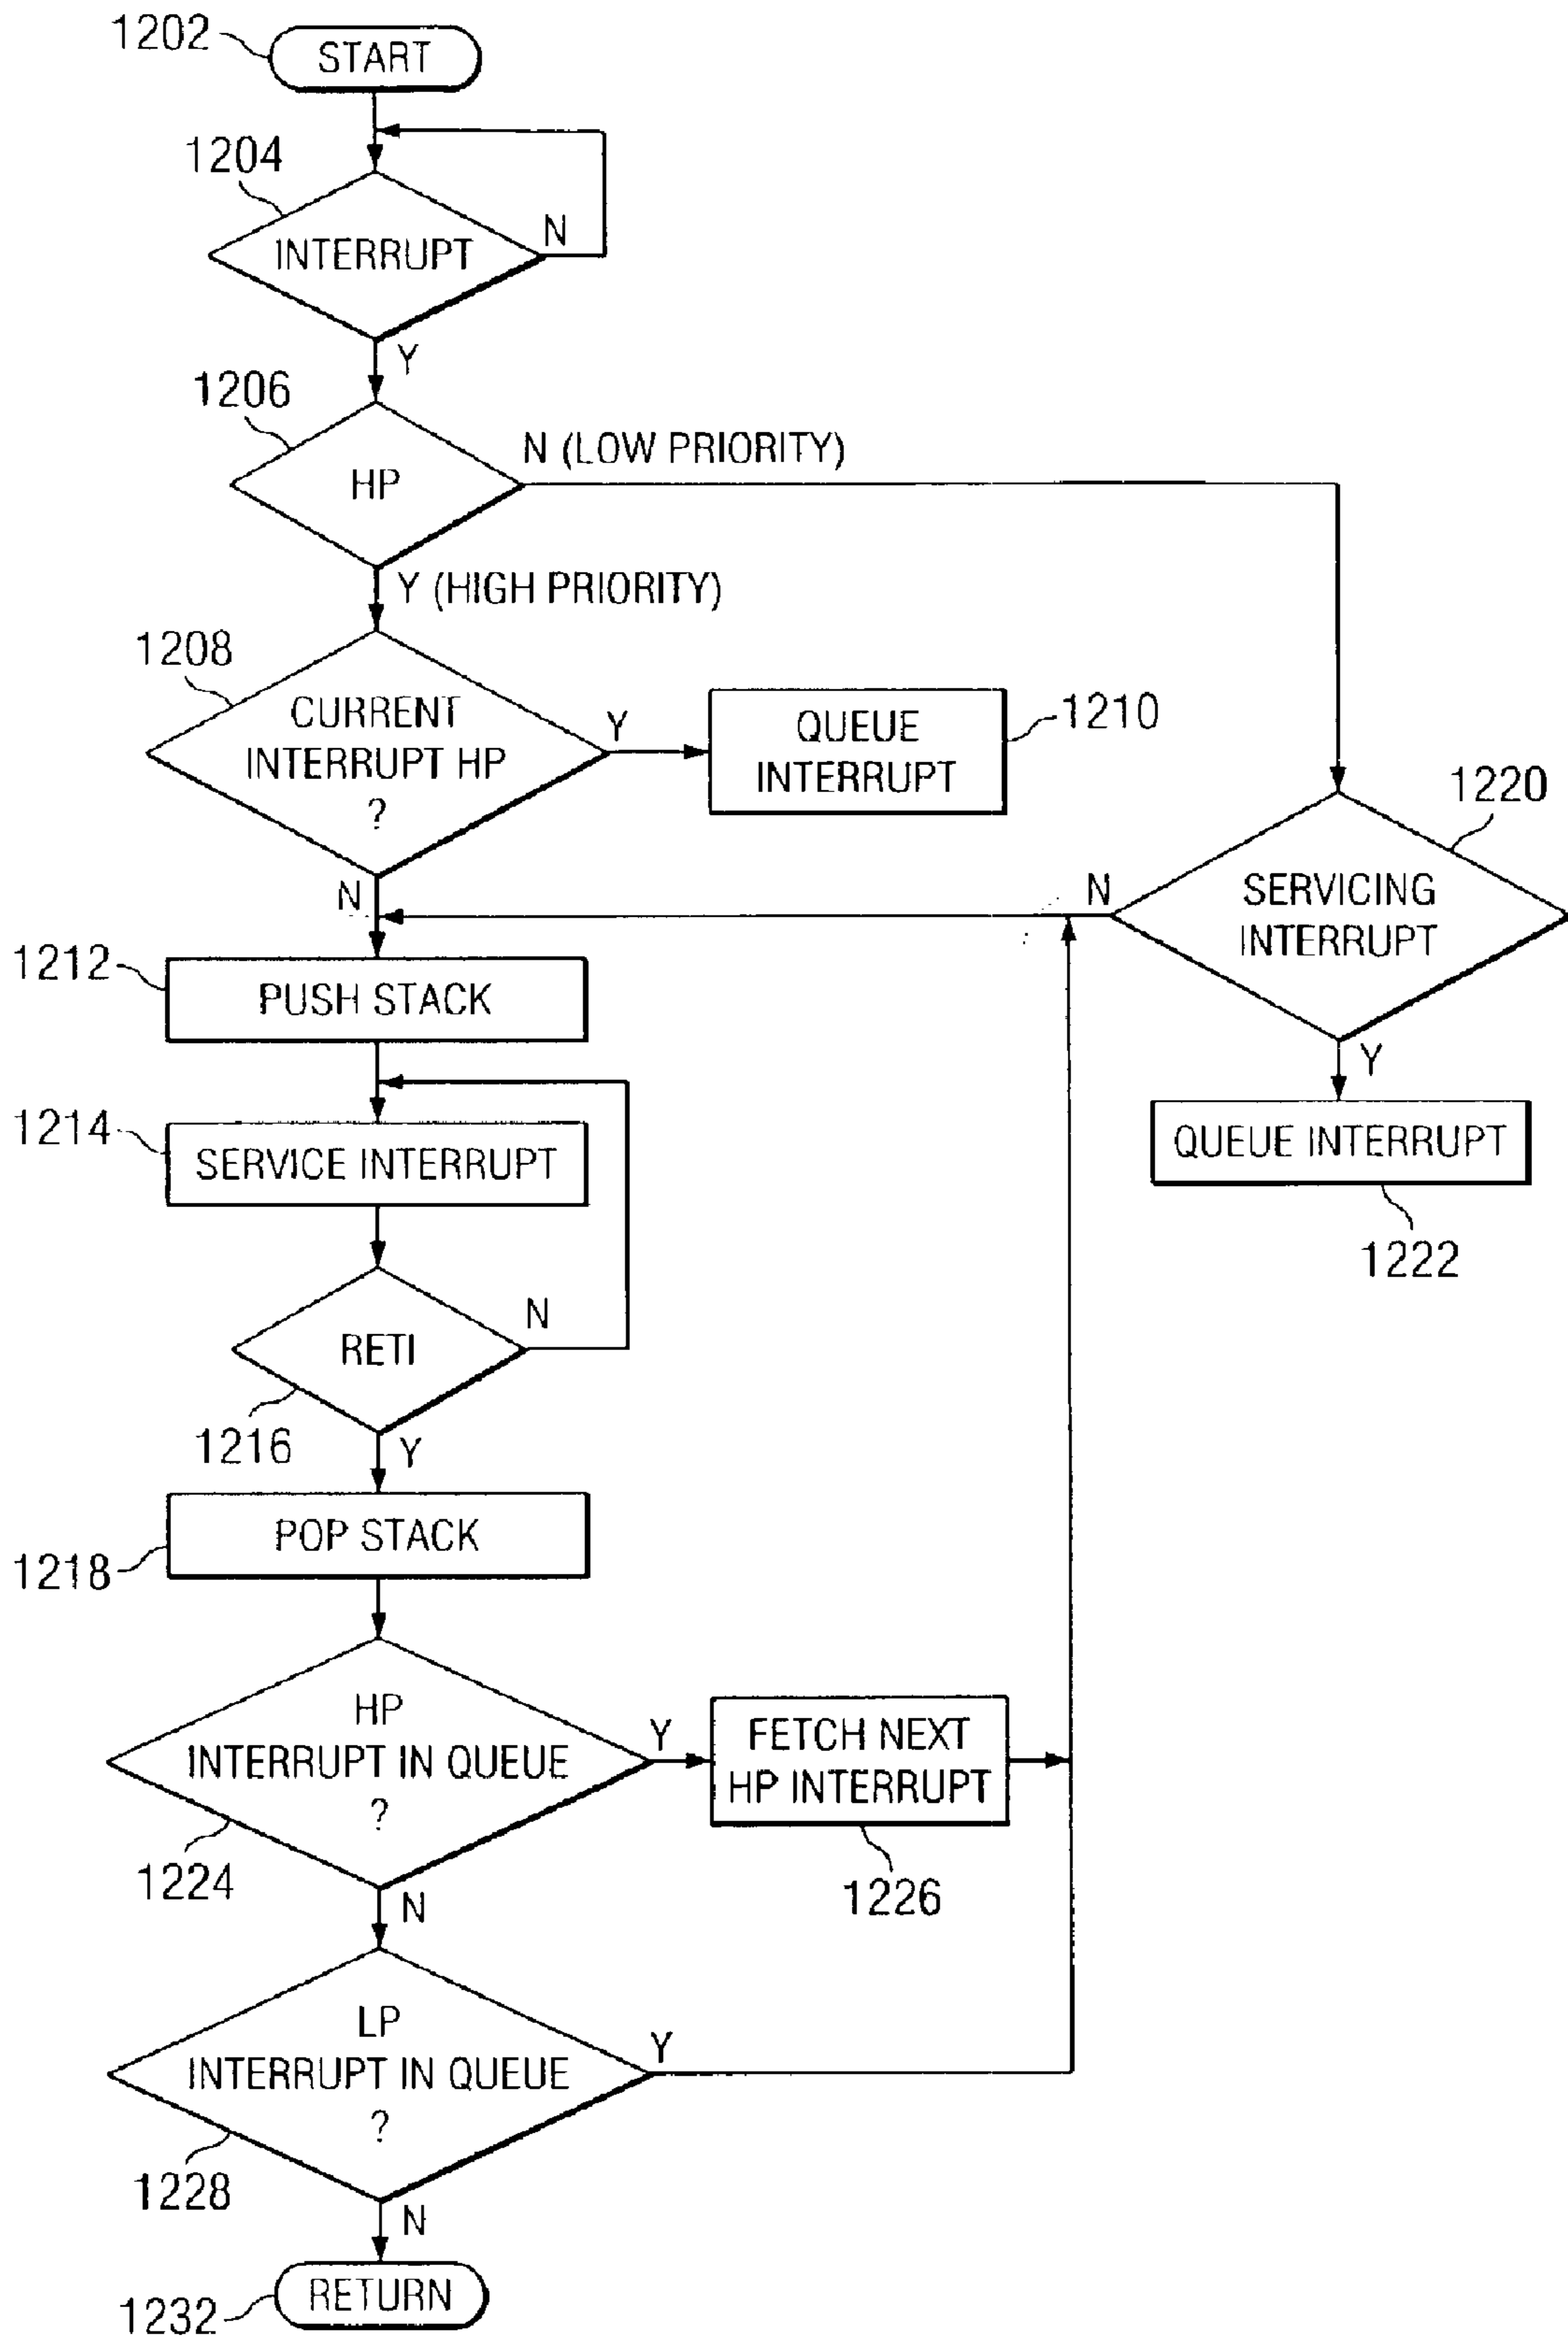 1202
START
1204
INTERRUPT
N
Y
1206
HP
N (LOW PRIORITY)
Y (HIGH PRIORITY)
1208
CURRENT
INTERRUPT HP
?
Y
QUEUE
INTERRUPT
1210
N
1220
SERVICING
INTERRUPT
N
Y
QUEUE INTERRUPT
1222
1212
PUSH STACK
1214
SERVICE INTERRUPT
RETI
N
1216
Y
POP STACK
1218
HP
INTERRUPT IN QUEUE
?
Y
FETCH NEXT
HP INTERRUPT
1224
1226
N
LP
INTERRUPT IN QUEUE
?
Y
1228
N
RETURN
1232